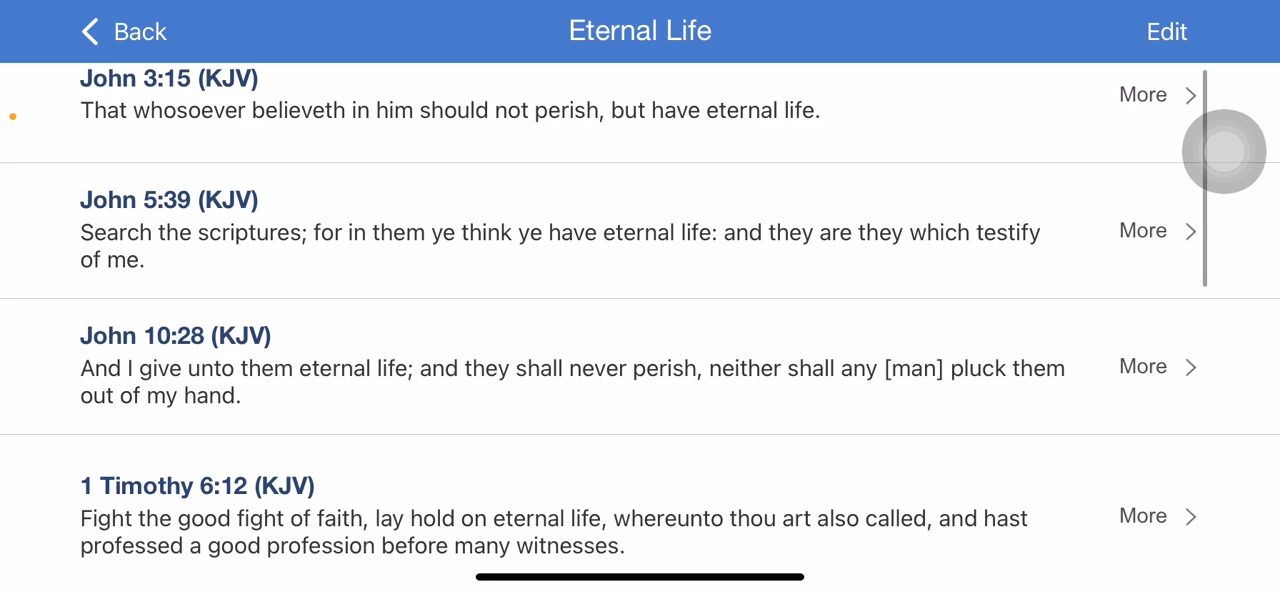 Back
Eternal Life
Edit
John 3:15 (KJV)
That whosoever believeth in him should not perish, but have eternal life.
More
John 5:39 (KJV)
Search the scriptures; for in them ye think ye have eternal life: and they are they which testify
of me.
More
John 10:28 (KJV)
And I give unto them eternal life; and they shall never perish, neither shall any [man] pluck them
out of my hand.
More
1 Timothy 6:12 (KJV)
Fight the good fight of faith, lay hold on eternal life, whereunto thou art also called, and hast
professed a good profession before many witnesses.
More